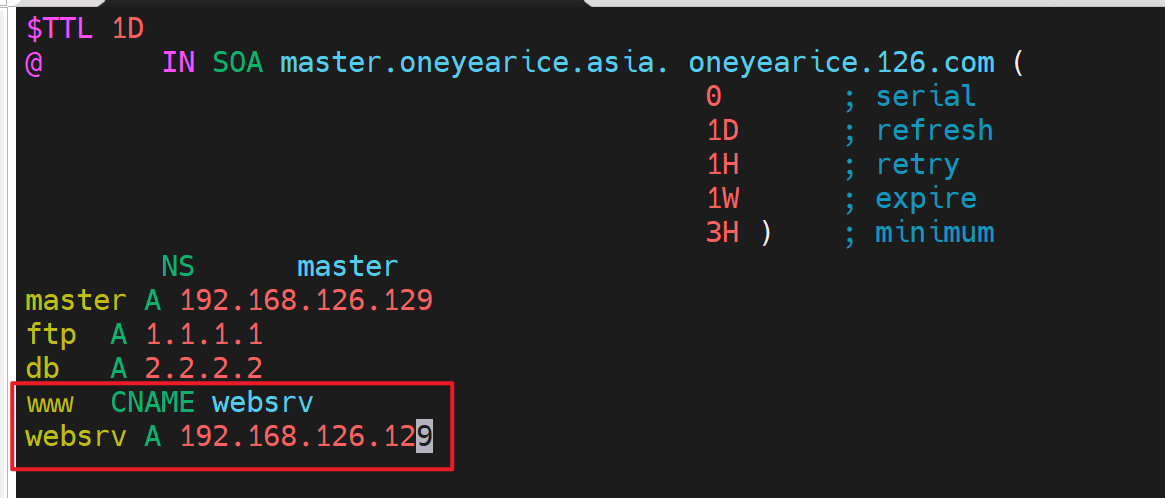 $TTL 1D
@ IN SOA master.oneyearice.asia. oneyearice.126.com (
0 ; serial
1D ; refresh
1H ; retry
1W ; expire
3H ) ; minimum
NS master
master A 192.168.126.129
ftp A 1.1.1.1
db A 2.2.2.2
www CNAME websrv
websrv A 192.168.126.129